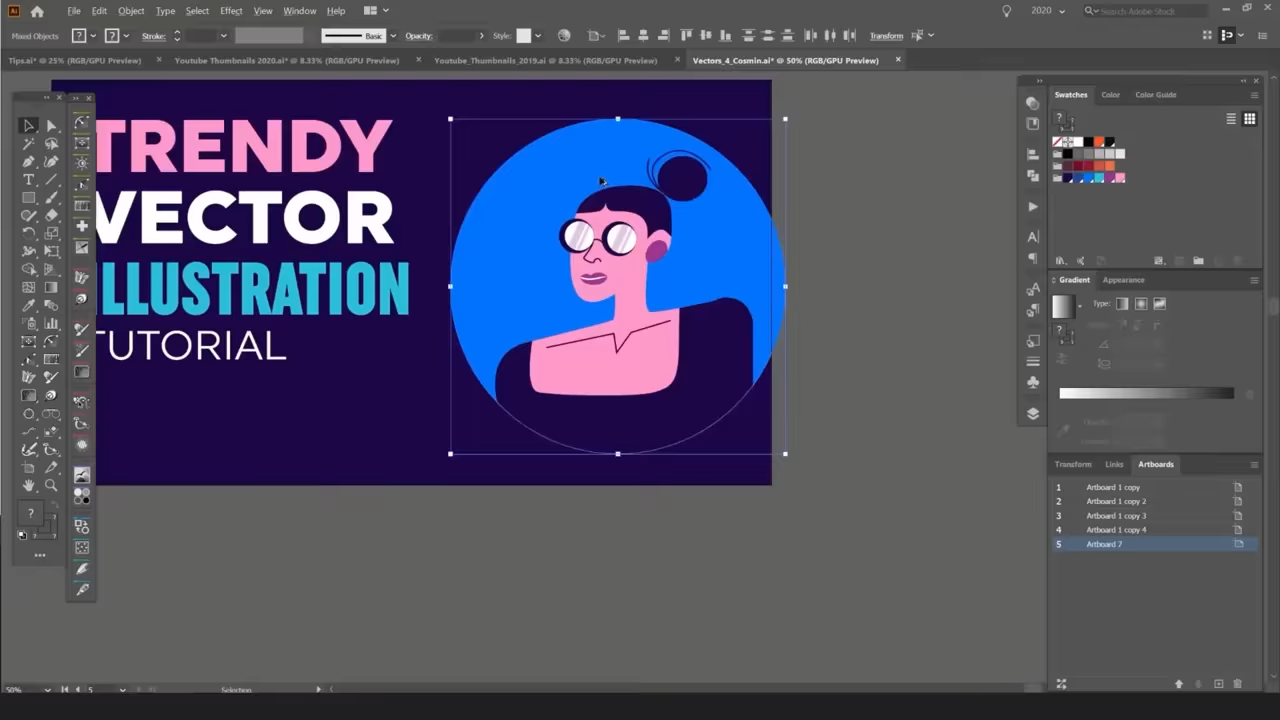 Ai File Edit Object Type Select Effect View Window Help 2020 Search Adobe Stock
Mixed Objects Stroke: Basic Opacity: Style: Transform
Tips.ai* @ 25% (RGB/GPU Preview) Youtube Thumbnails 2020.ai* @ 8.33% (RGB/GPU Preview) Youtube_Thumbnails_2019.ai @ 8.33% (RGB/GPU Preview) Vectors_4_Cosmin.ai* @ 50% (RGB/GPU Preview)
Swatches Color Color Guide
TRENDY
VECTOR
ILLUSTRATION
TUTORIAL
Gradient Appearance
Type:
Transform Links Artboards
1 Artboard 1 copy
2 Artboard 1 copy 2
3 Artboard 1 copy 3
4 Artboard 1 copy 4
5 Artboard 7
50% 5 Selection